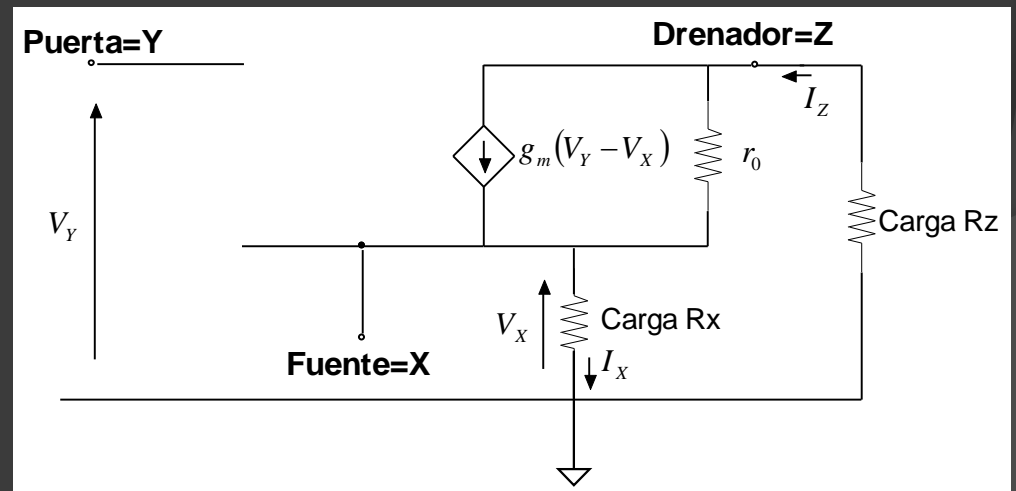 Puerta=Y
Drenador=Z
I_Z
g_m(V_Y − V_X)
r_0
V_Y
Carga Rz
V_X
Carga Rx
Fuente=X
I_X